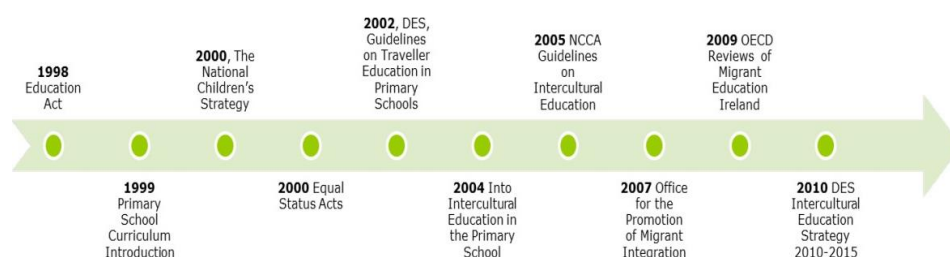 1998
Education
Act
1999
Primary
School
Curriculum
Introduction
2000, The
National
Children's
Strategy
2000 Equal
Status Acts
2002, DES,
Guidelines
on Traveller
Education in
Primary
Schools
2004 Into
Intercultural
Education in
the Primary
School
2005 NCCA
Guidelines
on
Intercultural
Education
2007 Office
for the
Promotion
of Migrant
Integration
2009 OECD
Reviews of
Migrant
Education
Ireland
2010 DES
Intercultural
Education
Strategy
2010-2015